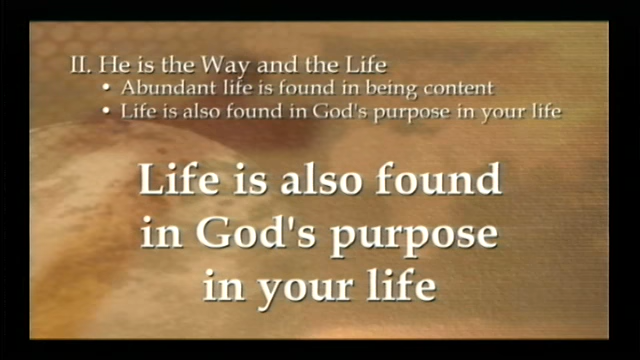 II. He is the Way and the Life
• Abundant life is found in being content
• Life is also found in God's purpose in your life
Life is also found
in God's purpose
in your life